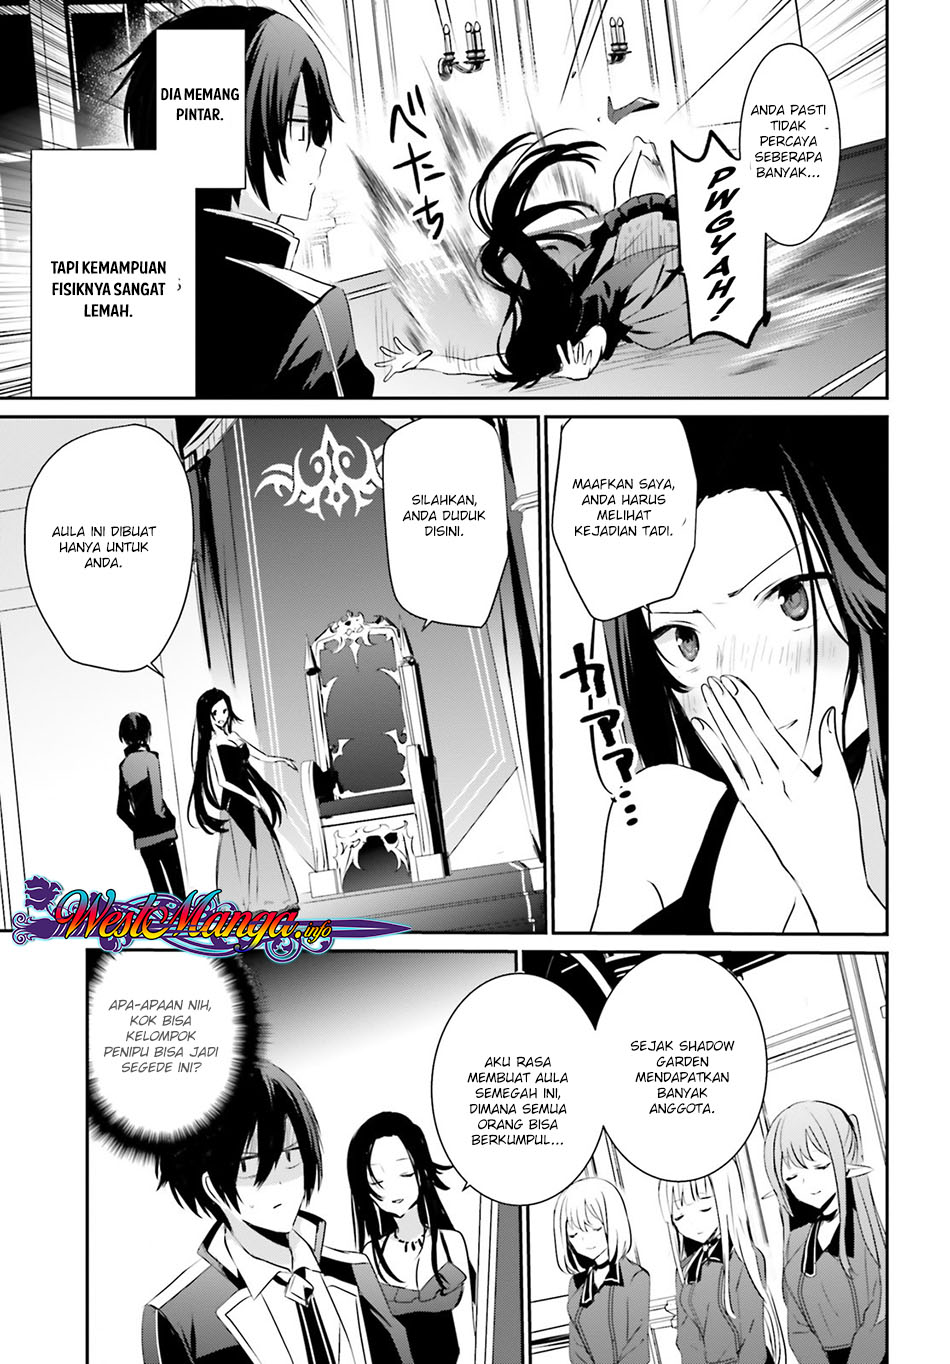 ANDA PASTI
TIDAK
PERCAYA
SEBERAPA
BANYAK...
PWGYAH!
べたっち
DIA MEMANG
PINTAR.
TAPI KEMAMPUAN
FISIKNYA SANGAT
LEMAH.
MAAFKAN SAYA,
ANDA HARUS
MELIHAT
KEJADIAN TADI.
カアアァ……
SILAHKAN,
ANDA DUDUK
DISINI.
AULA INI DIBUAT
HANYA UNTUK
ANDA.
WestManga.info
SEJAK SHADOW
GARDEN
MENDAPATKAN
BANYAK
ANGGOTA.
AKU RASA
MEMBUAT AULA
SEMEGAH INI,
DIMANA SEMUA
ORANG BISA
BERKUMPUL...
APA-APAAN NIH,
KOK BISA
KELOMPOK
PENIPU BISA JADI
SEGEDE INI?